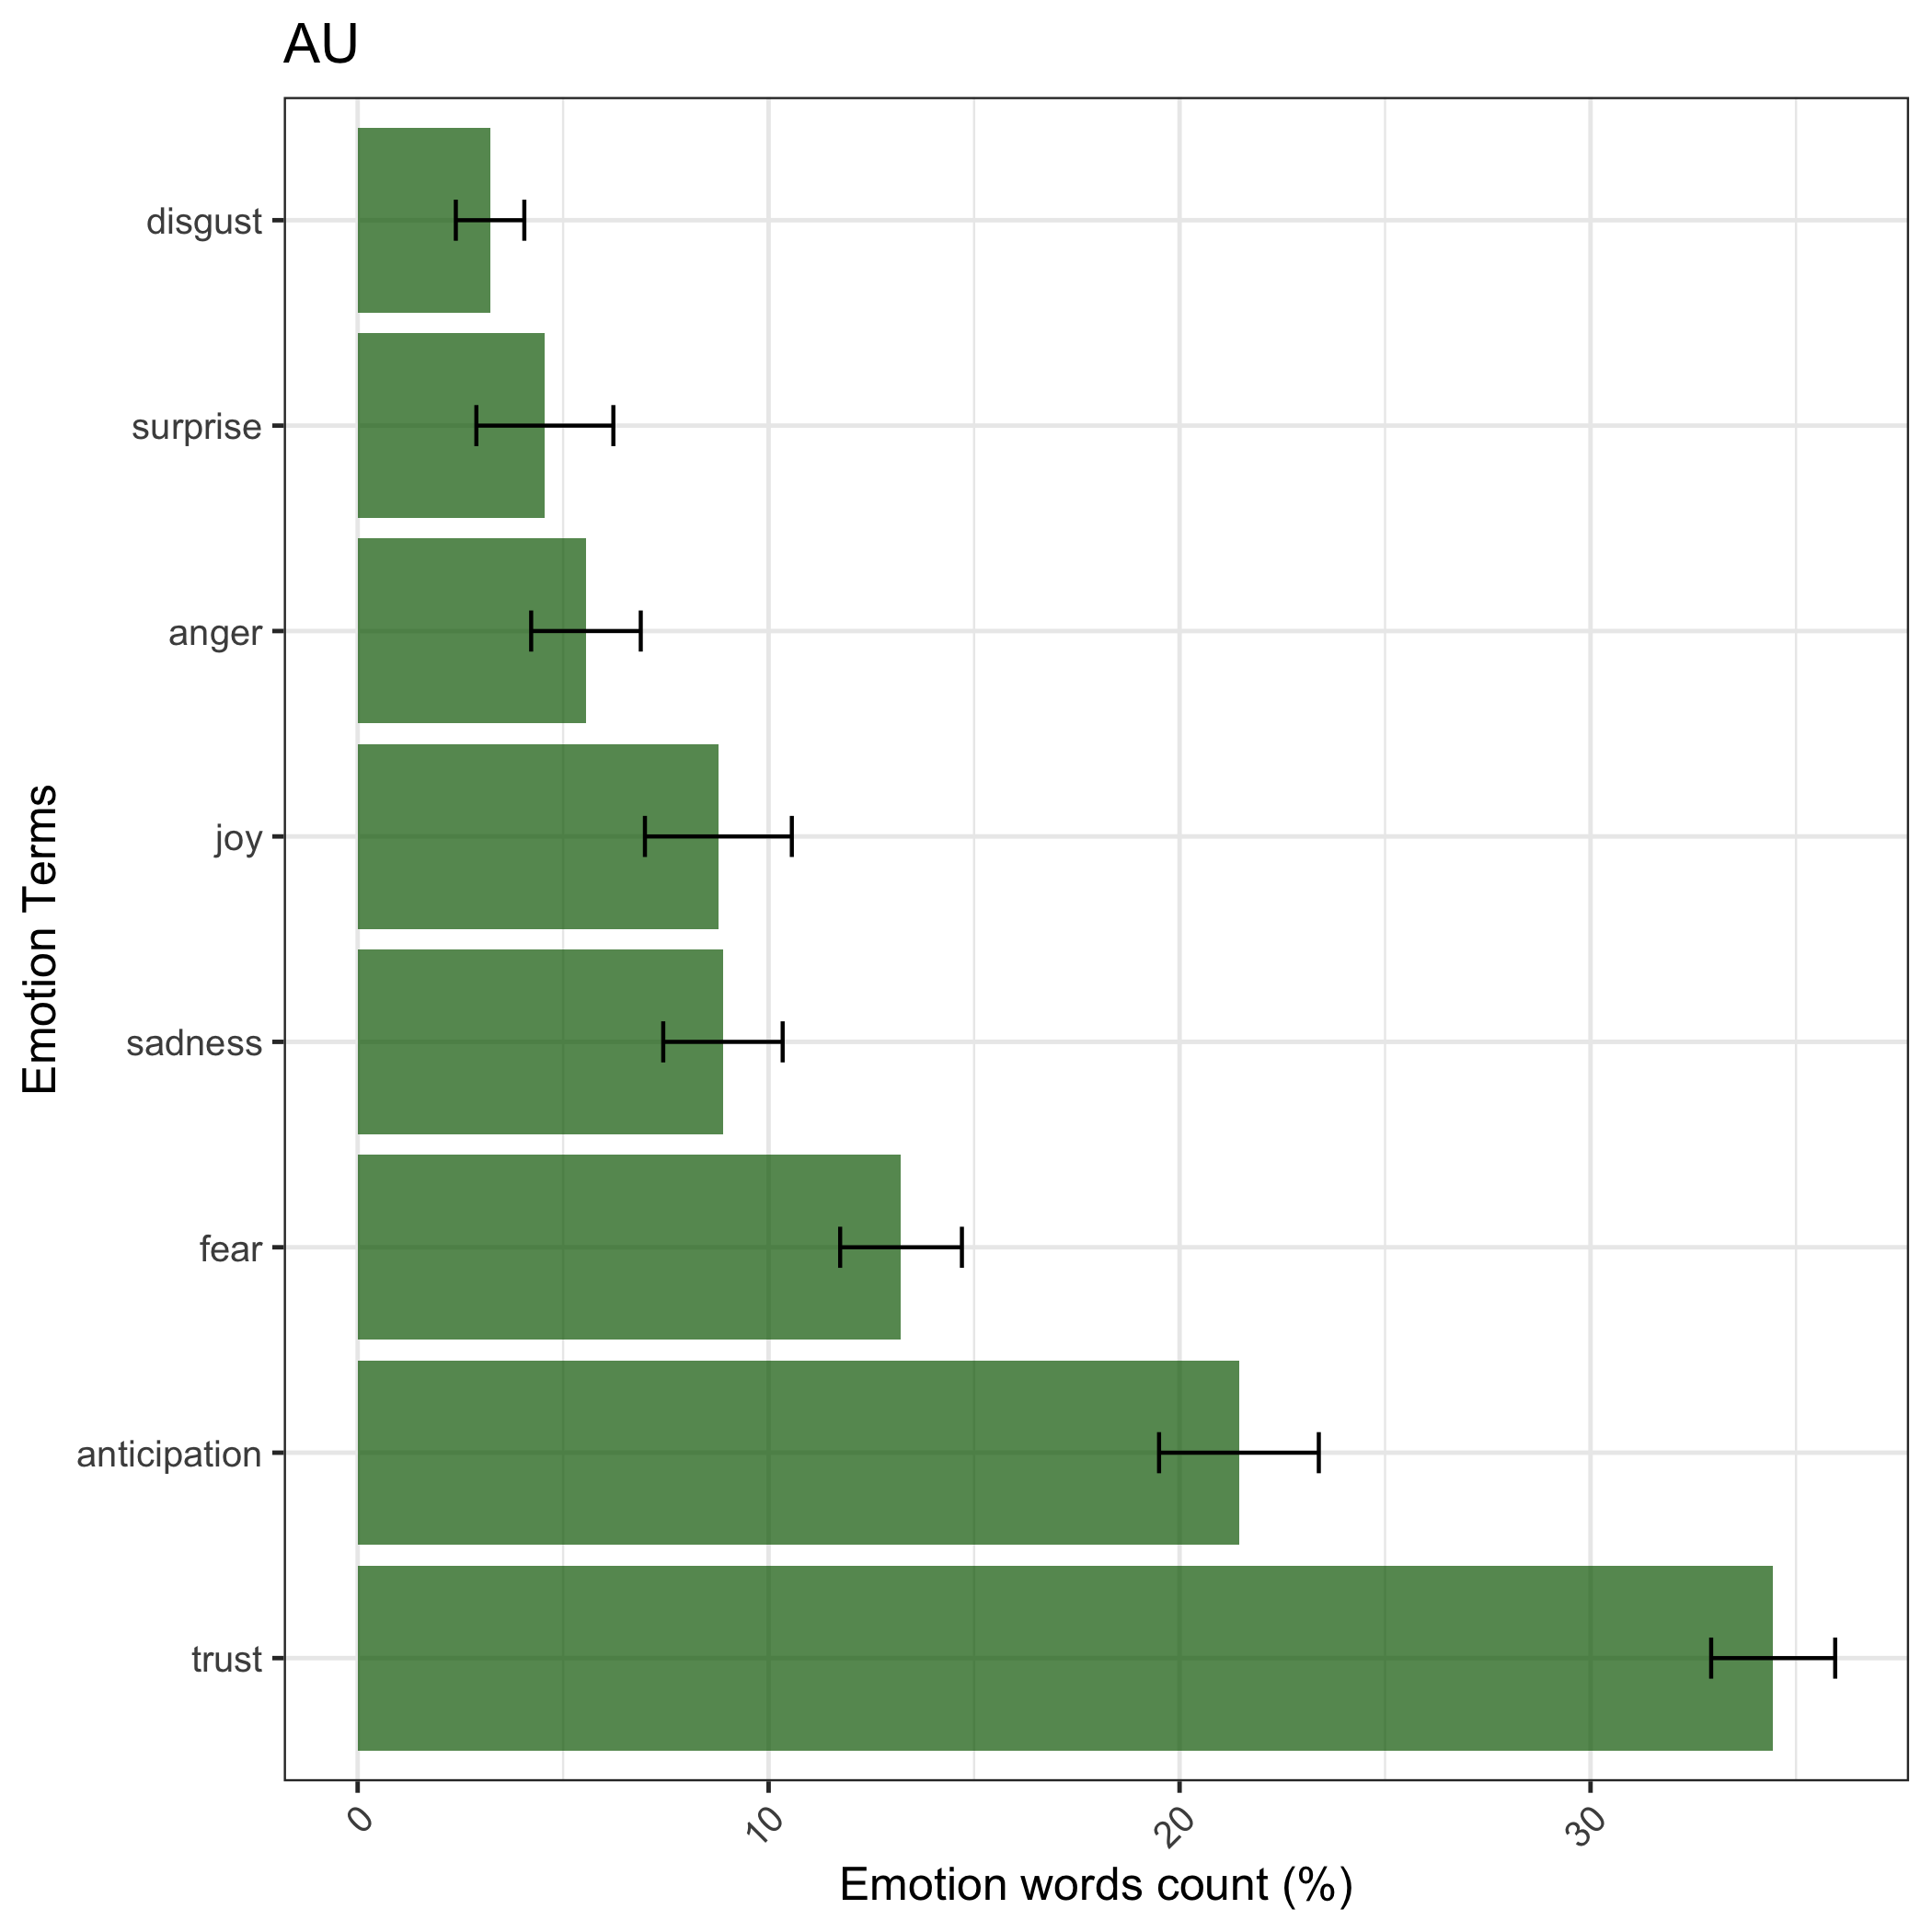 AU
Emotion Terms
disgust
surprise
anger
joy
sadness
fear
anticipation
trust
0
10
20
30
Emotion words count (%)